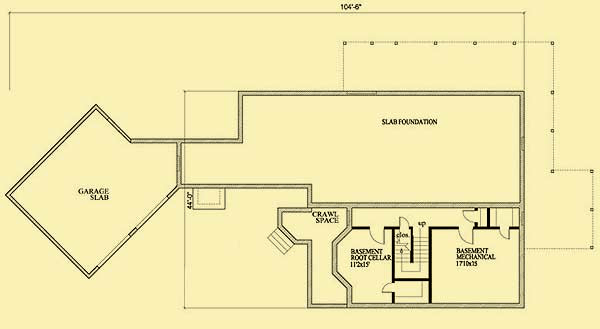 104'-6"
SLAB FOUNDATION
GARAGE
SLAB
44'-0"
CRAWL
SPACE
up
clos.
BASEMENT
ROOT CELLAR
11'2x15'
BASEMENT
MECHANICAL
17'10x15